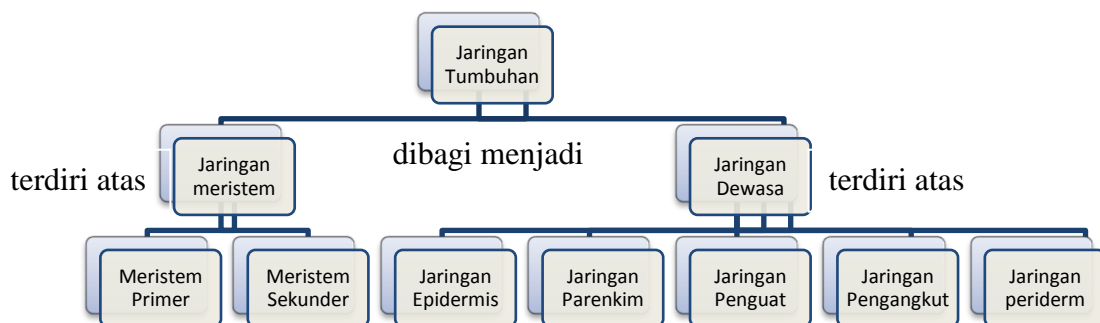 Jaringan
Tumbuhan
dibagi menjadi
terdiri atas
Jaringan
meristem
Jaringan
Dewasa
terdiri atas
Meristem
Primer
Meristem
Sekunder
Jaringan
Epidermis
Jaringan
Parenkim
Jaringan
Penguat
Jaringan
Pengangkut
Jaringan
periderm